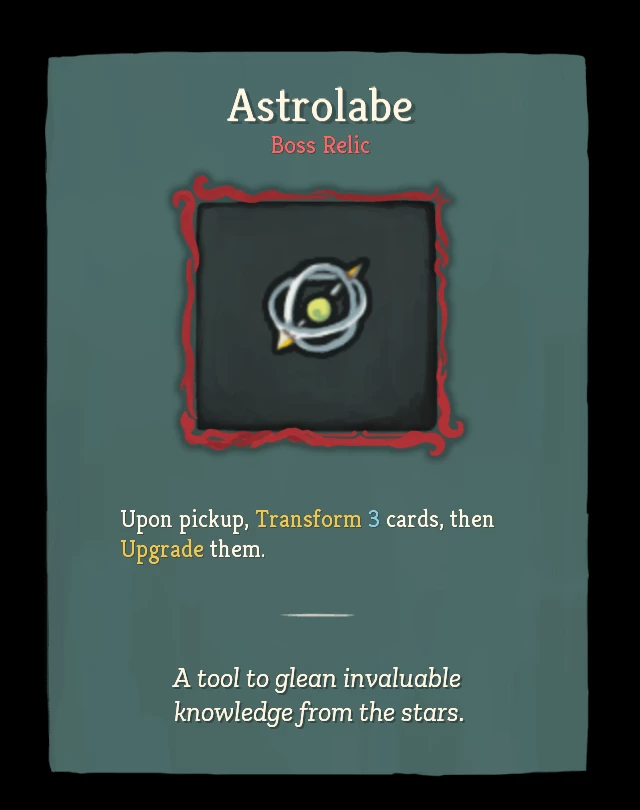 Astrolabe
Boss Relic
Upon pickup, Transform 3 cards, then
Upgrade them.
A tool to glean invaluable
knowledge from the stars.